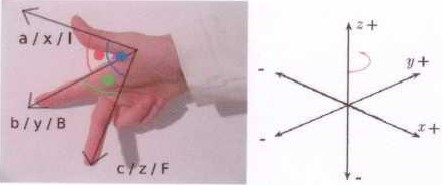 a / x / I
b / y / B
c / z / F
z+
y+
x+
-
-
-